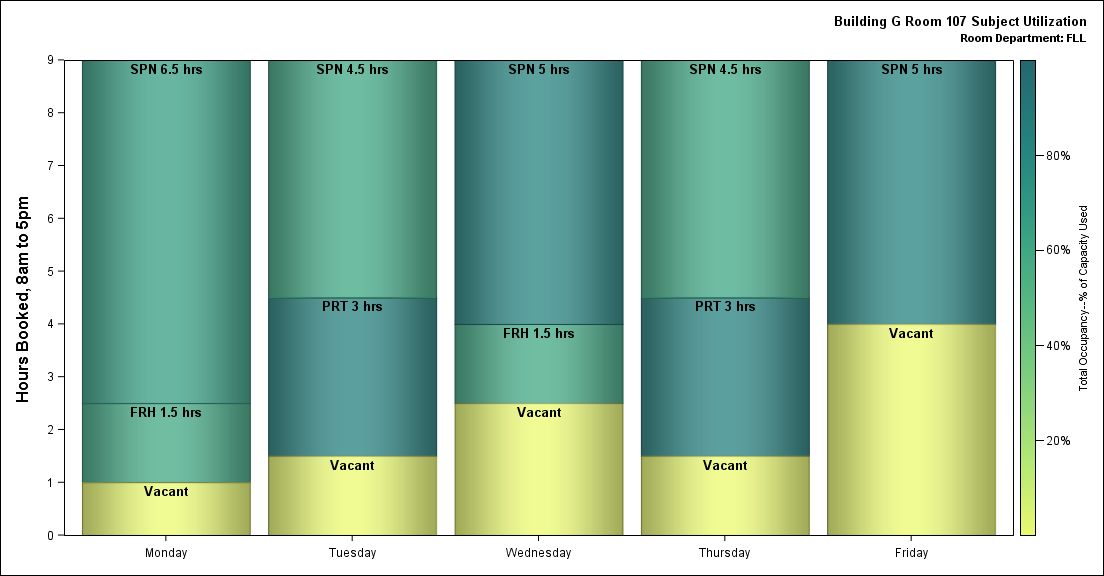 Building G Room 107 Subject Utilization
Room Department: FLL
Hours Booked, 8am to 5pm
9
8
7
6
5
4
3
2
1
0
SPN 6.5 hrs
FRH 1.5 hrs
Vacant
SPN 4.5 hrs
PRT 3 hrs
Vacant
SPN 5 hrs
FRH 1.5 hrs
Vacant
SPN 4.5 hrs
PRT 3 hrs
Vacant
SPN 5 hrs
Vacant
Monday
Tuesday
Wednesday
Thursday
Friday
80%
60%
40%
20%
Total Occupancy--% of Capacity Used